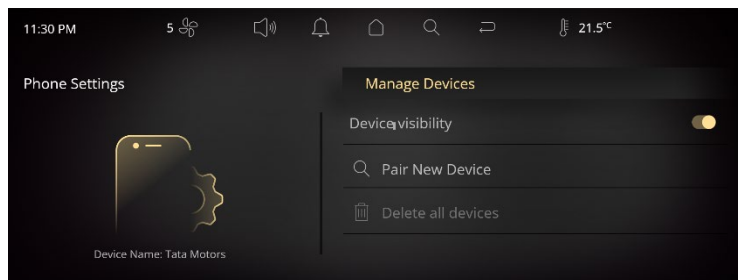 11:30 PM 5 21.5°C
Phone Settings
Manage Devices
Device visibility
Pair New Device
Delete all devices
Device Name: Tata Motors